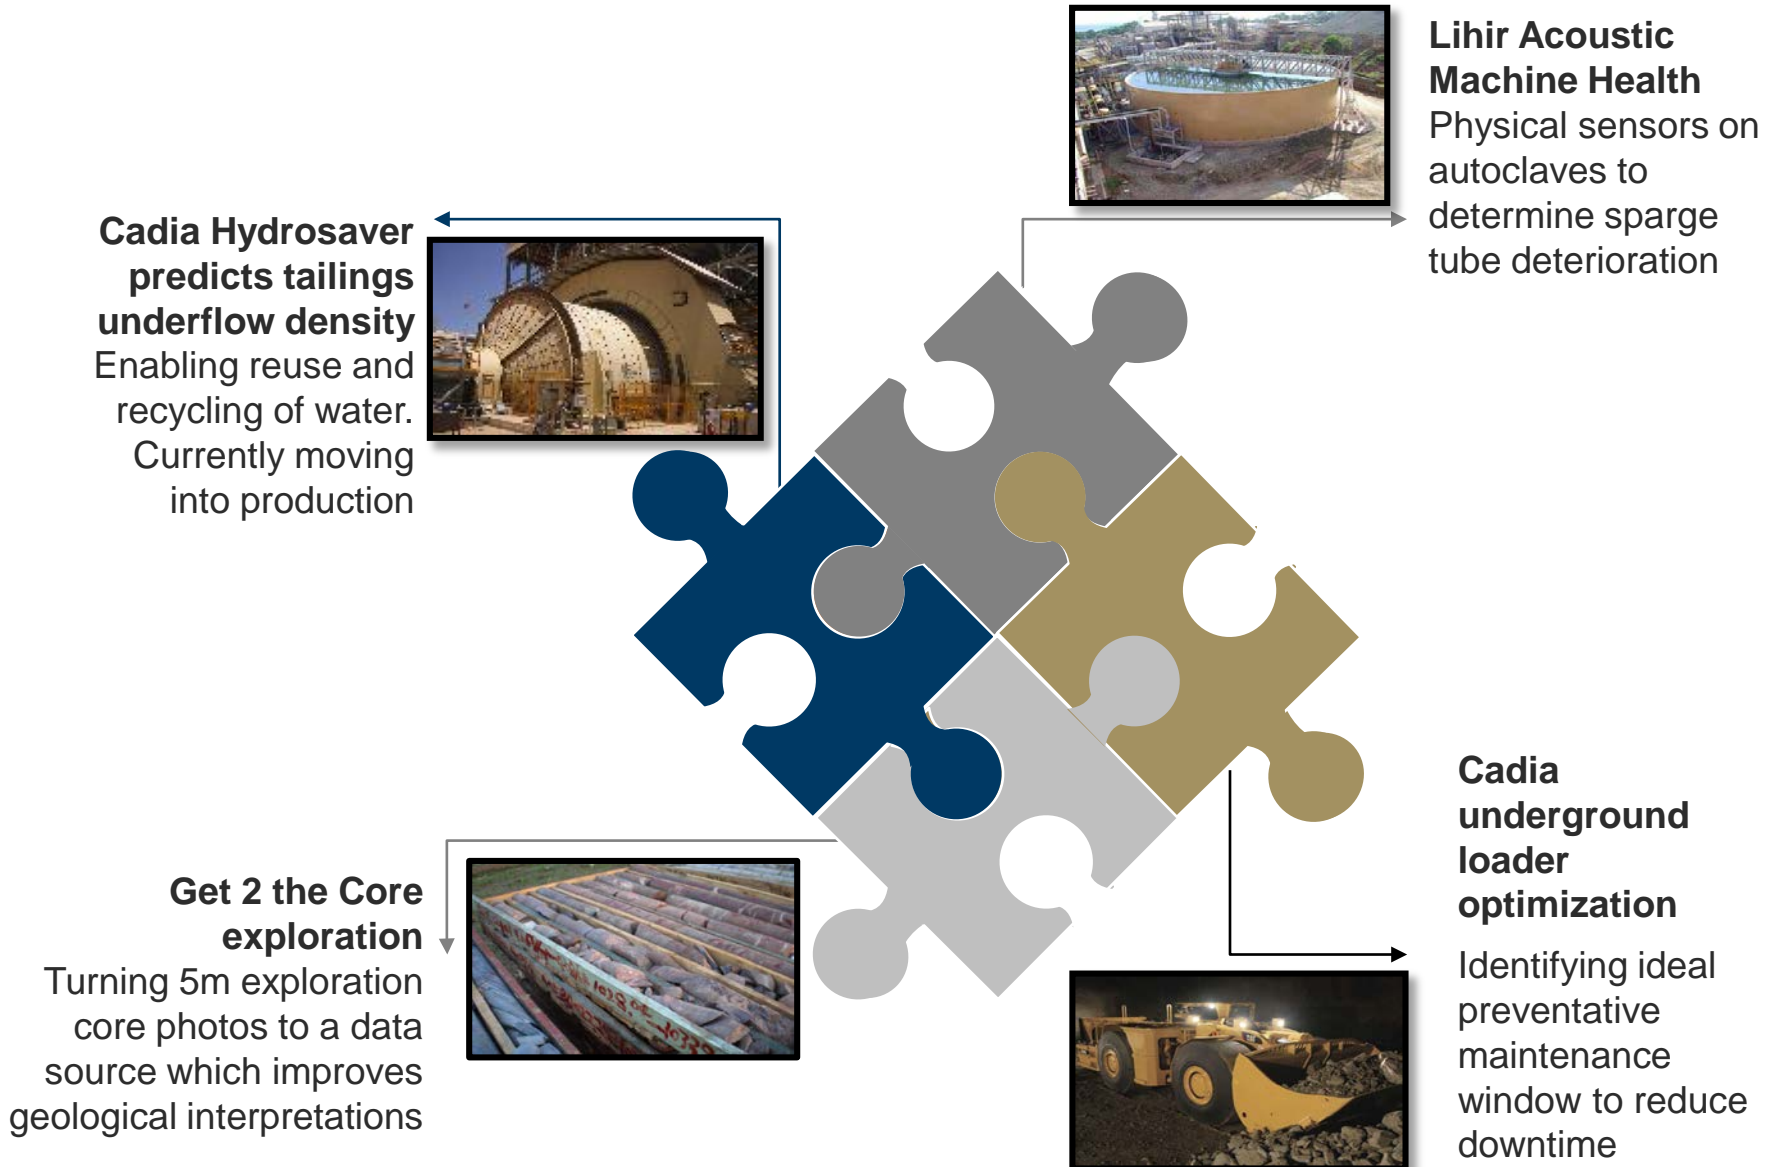 Lihir Acoustic
Machine Health
Physical sensors on
autoclaves to
determine sparge
tube deterioration
Cadia Hydrosaver
predicts tailings
underflow density
Enabling reuse and
recycling of water.
Currently moving
into production
Get 2 the Core
exploration
Turning 5m exploration
core photos to a data
source which improves
geological interpretations
Cadia
underground
loader
optimization
Identifying ideal
preventative
maintenance
window to reduce
downtime